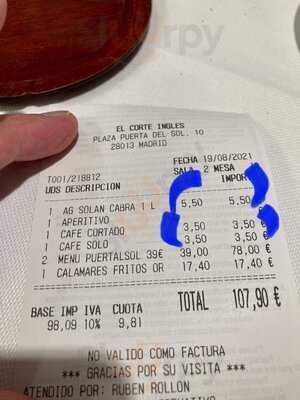 EL CORTE INGLES
PLAZA PUERTA DEL SOL, 10
28013 MADRID
FECHA 19/08/2021
T001/218812 SALA 2 MESA
UDS DESCRIPCION IMPORT
1 AG SOLAN CABRA 1 L 5,50 5,50
1 APERITIVO
1 CAFE CORTADO 3,50 3,50 €
1 CAFE SOLO 3,50 3,50 €
2 MENU PUERTALSOL 39€ 39,00 78,00 €
1 CALAMARES FRITOS OR 17,40 17,40 €
TOTAL 107,90 €
BASE IMP IVA CUOTA
98,09 10% 9,81
NO VALIDO COMO FACTURA
*** GRACIAS POR SU VISITA ***
ATENDIDO POR: RUBEN ROLLON